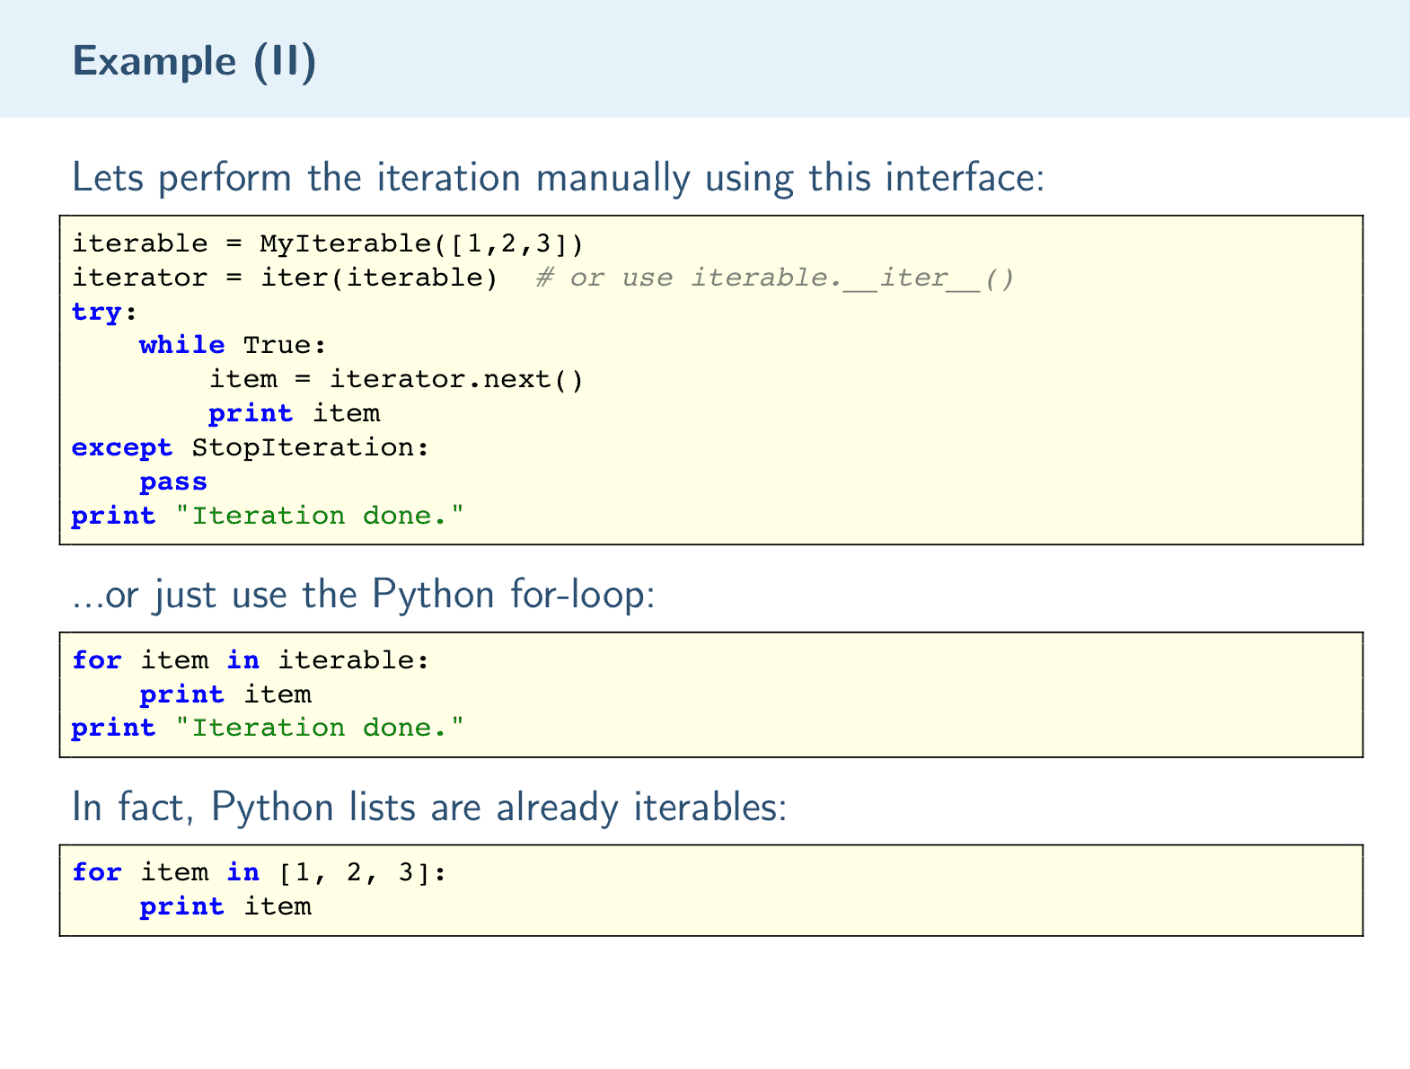 Example (II)
Lets perform the iteration manually using this interface:
iterable = MyIterable([1,2,3])
iterator = iter(iterable)  # or use iterable.__iter__()
try:
    while True:
        item = iterator.next()
        print item
except StopIteration:
    pass
print "Iteration done."
...or just use the Python for-loop:
for item in iterable:
    print item
print "Iteration done."
In fact, Python lists are already iterables:
for item in [1, 2, 3]:
    print item